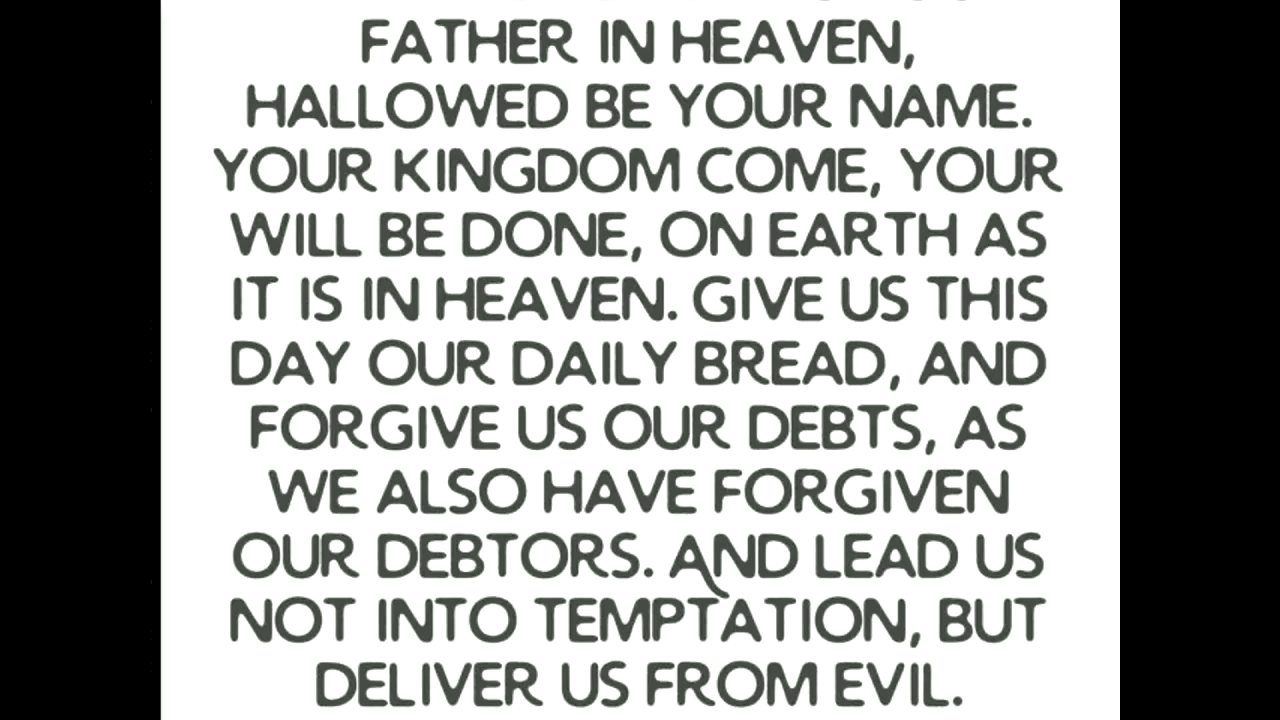 FATHER IN HEAVEN,
HALLOWED BE YOUR NAME.
YOUR KINGDOM COME, YOUR
WILL BE DONE, ON EARTH AS
IT IS IN HEAVEN. GIVE US THIS
DAY OUR DAILY BREAD, AND
FORGIVE US OUR DEBTS, AS
WE ALSO HAVE FORGIVEN
OUR DEBTORS. AND LEAD US
NOT INTO TEMPTATION, BUT
DELIVER US FROM EVIL.